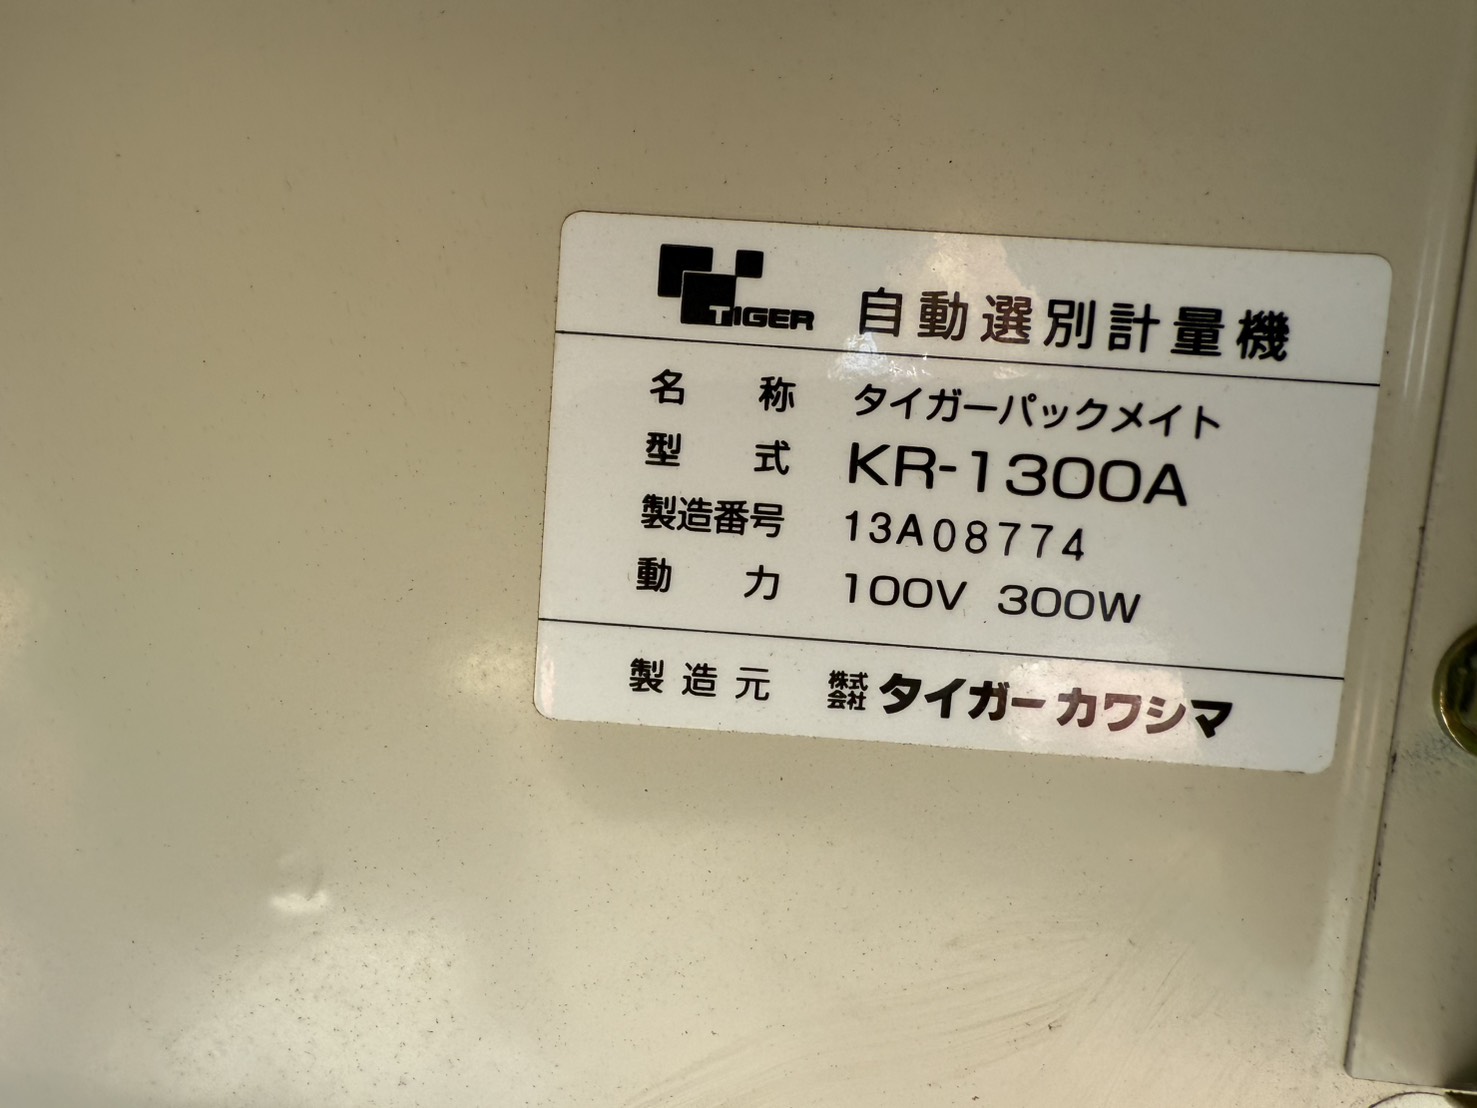 TIGER 自動選別計量機
名称 タイガーパックメイト
型式 KR-1300A
製造番号 13A08774
動力 100V 300W
製造元 株式会社 タイガーカワシマ